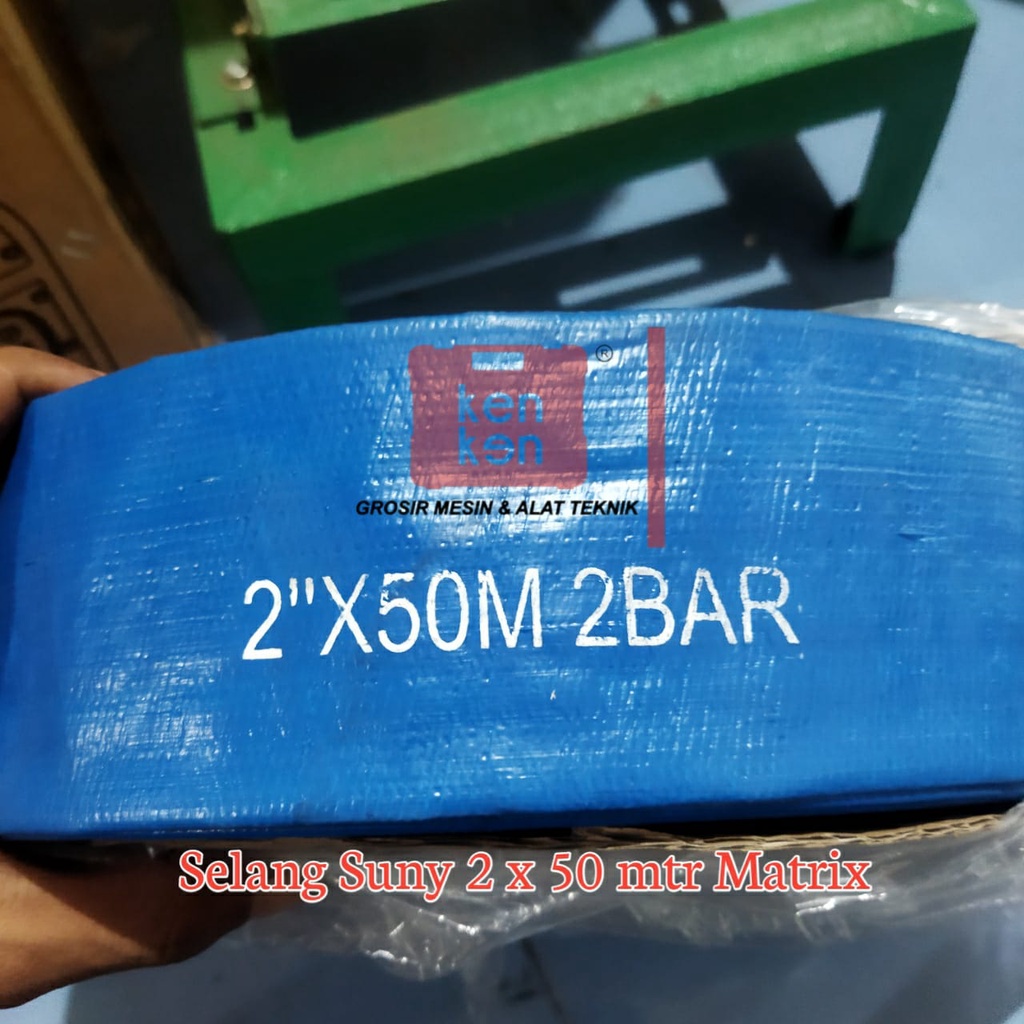 ken
ken
®
GROSIR MESIN & ALAT TEKNIK
2"X50M 2BAR
Selang Suny 2 x 50 mtr Matrix